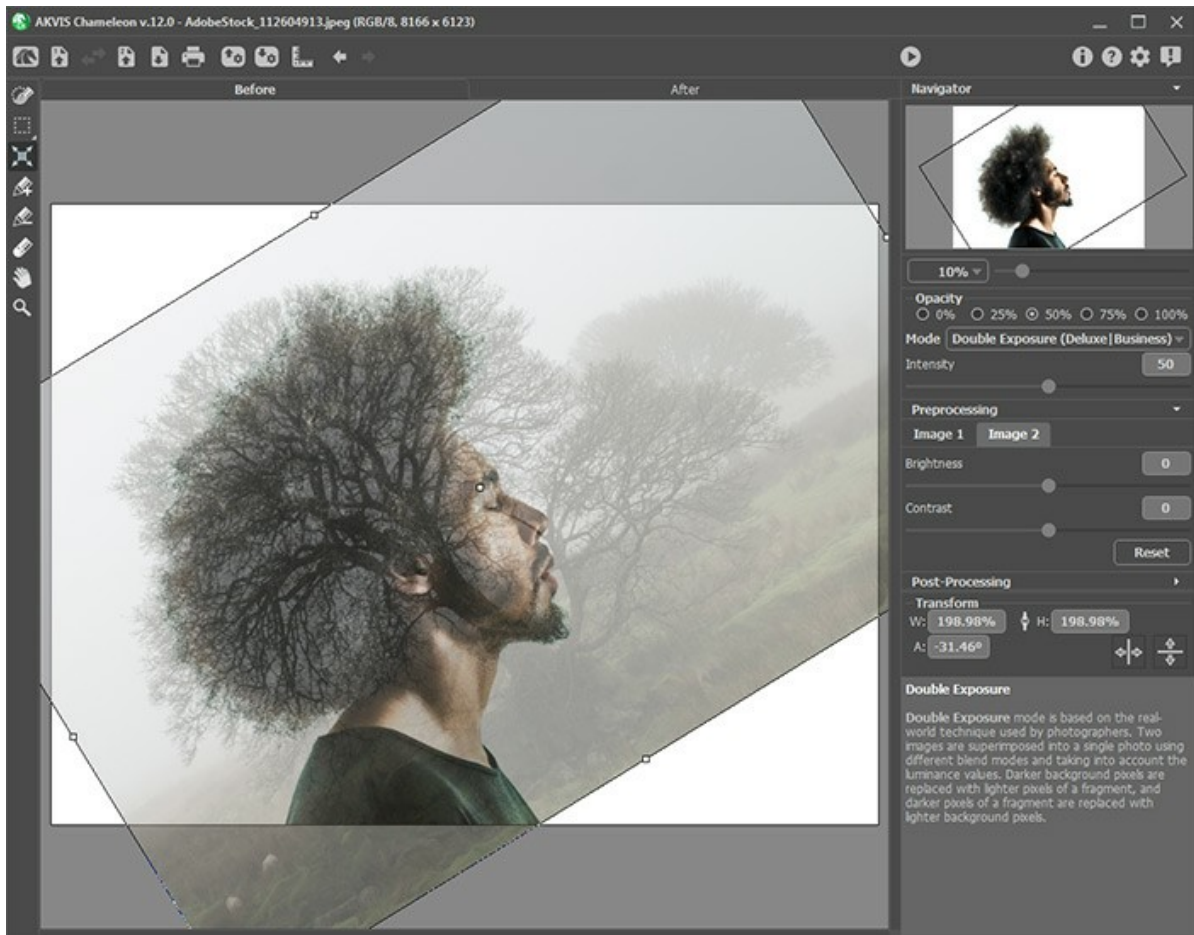 AKVIS Chameleon v.12.0 - AdobeStock_112604913.jpeg (RGB/8, 8166 x 6123)
Before
After
Navigator
10%
Opacity
0% 25% 50% 75% 100%
Mode Double Exposure (Deluxe|Business)
Intensity 50
Preprocessing
Image 1 Image 2
Brightness 0
Contrast 0
Reset
Post-Processing
Transform
W: 198.98% H: 198.98%
A: -31.46º
Double Exposure
Double Exposure mode is based on the real-
world technique used by photographers. Two
images are superimposed into a single photo using
different blend modes and taking into account the
luminance values. Darker background pixels are
replaced with lighter pixels of a fragment, and
darker pixels of a fragment are replaced with
lighter background pixels.